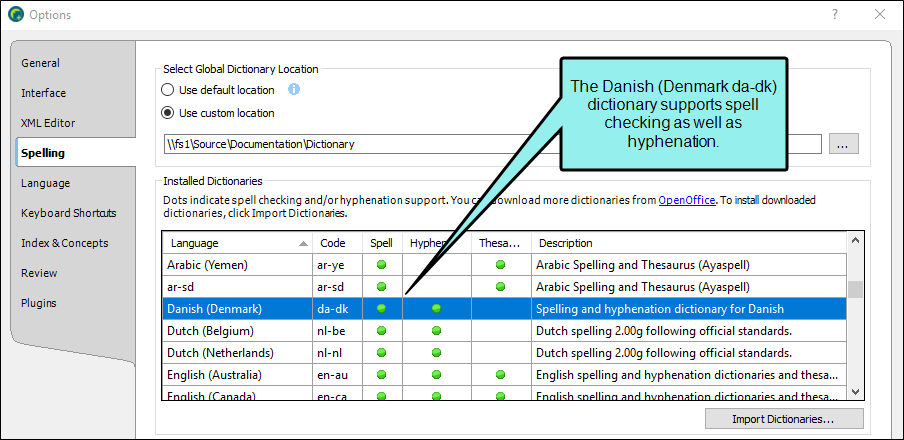 Options
?
General
Interface
XML Editor
Spelling
Language
Keyboard Shortcuts
Index & Concepts
Review
Plugins
Select Global Dictionary Location
Use default location
Use custom location
\\fs1\Source\Documentation\Dictionary
...
The Danish (Denmark da-dk)
dictionary supports spell
checking as well as
hyphenation.
Installed Dictionaries
Dots indicate spell checking and/or hyphenation support. You download more dictionaries from OpenOffice. To install downloaded
dictionaries, click Import Dictionaries.
Language Code Spell Hyphen Thesa... Description
Arabic (Yemen) ar-ye Arabic Spelling and Thesaurus (Ayaspell)
ar-sd ar-sd Arabic Spelling and Thesaurus (Ayaspell)
Danish (Denmark) da-dk Spelling and hyphenation dictionary for Danish
Dutch (Belgium) nl-be Dutch spelling 2.00g following official standards.
Dutch (Netherlands) nl-nl Dutch spelling 2.00g following official standards.
English (Australia) en-au English spelling and hyphenation dictionaries and thesa...
English (Canada) en-ca English spelling and hyphenation dictionaries and thesa...
Import Dictionaries...